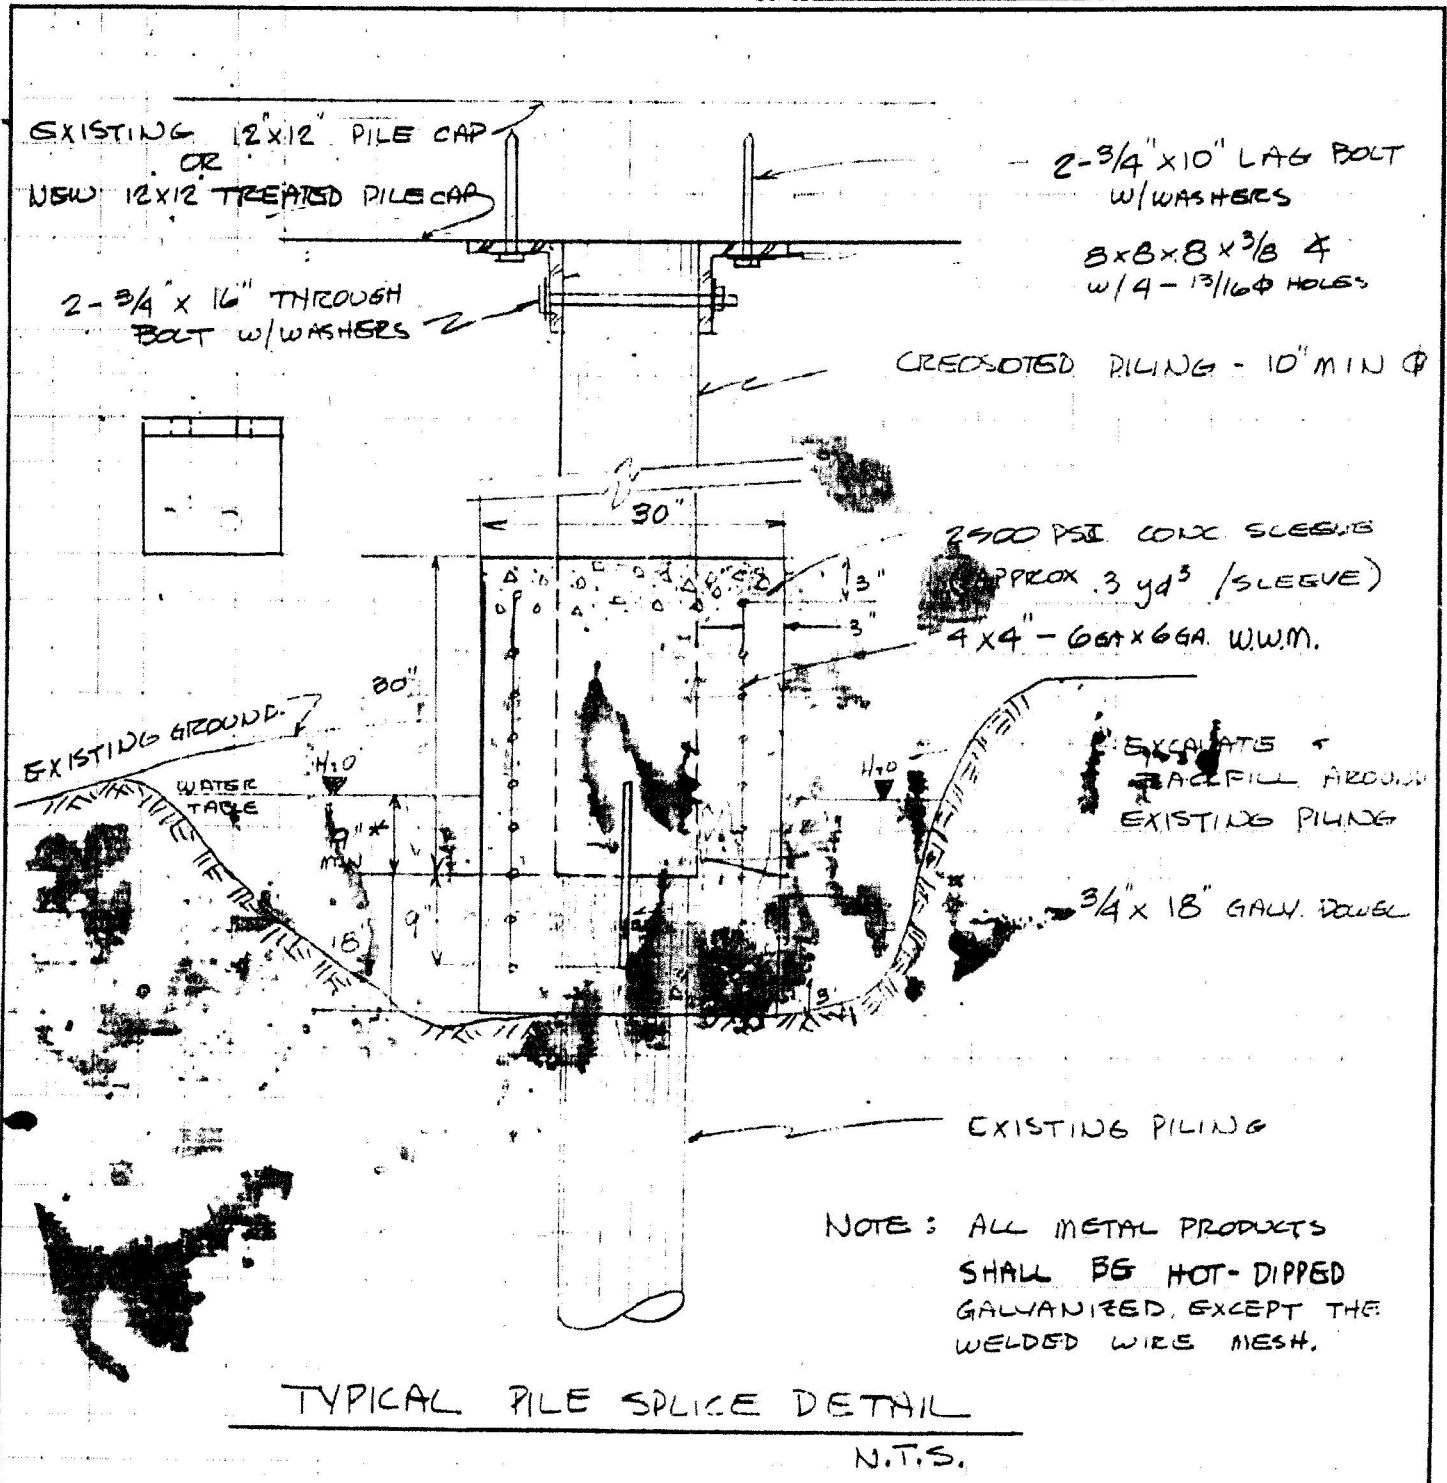 EXISTING 12"x12" PILE CAP
OR
NEW 12X12 TREATED PILE CAP
2-3/4"x10" LAG BOLT
W/WASHERS
8x8x8x3/8 ∡
W/4-13/16ϕ HOLES
2-3/4" x 16" THROUGH
BOLT W/WASHERS
CREOSOTED PILING - 10" MIN ϕ
30"
2500 PSI CONC SLEEVE
APPROX .3 yd³ /SLEEVE)
3"
3"
4X4" - 6GA X 6GA. W.W.M.
30"
EXISTING GROUND
WATER
TABLE
H2O
H2O
EXCAVATE &
BACKFILL AROUND
EXISTING PILING
9" *
MIN
9"
18"
3/4" x 18" GALV. DOWEL
3"
EXISTING PILING
NOTE: ALL METAL PRODUCTS
SHALL BE HOT-DIPPED
GALVANIZED, EXCEPT THE
WELDED WIRE MESH.
TYPICAL PILE SPLICE DETAIL
N.T.S.